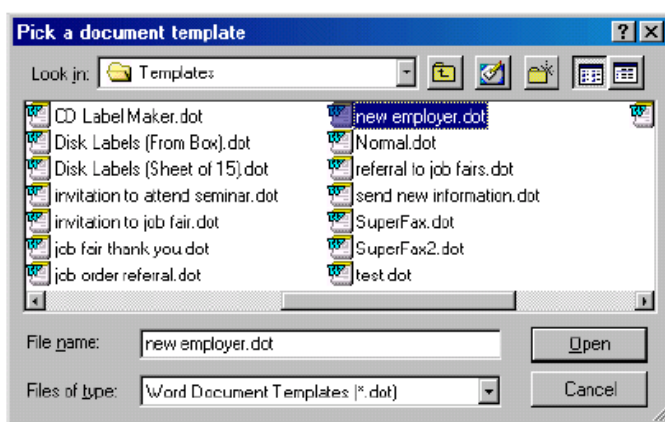 Pick a document template
Look in: Templates
CD Label Maker.dot
Disk Labels (From Box).dot
Disk Labels (Sheet of 15).dot
invitation to attend seminar.dot
invitation to job fair.dot
job fair thank you.dot
job order referral.dot
new employer.dot
Normal.dot
referral to job fairs.dot
send new information.dot
SuperFax.dot
SuperFax2.dot
test.dot
File name: new employer.dot Open
Files of type: Word Document Templates (*.dot) Cancel